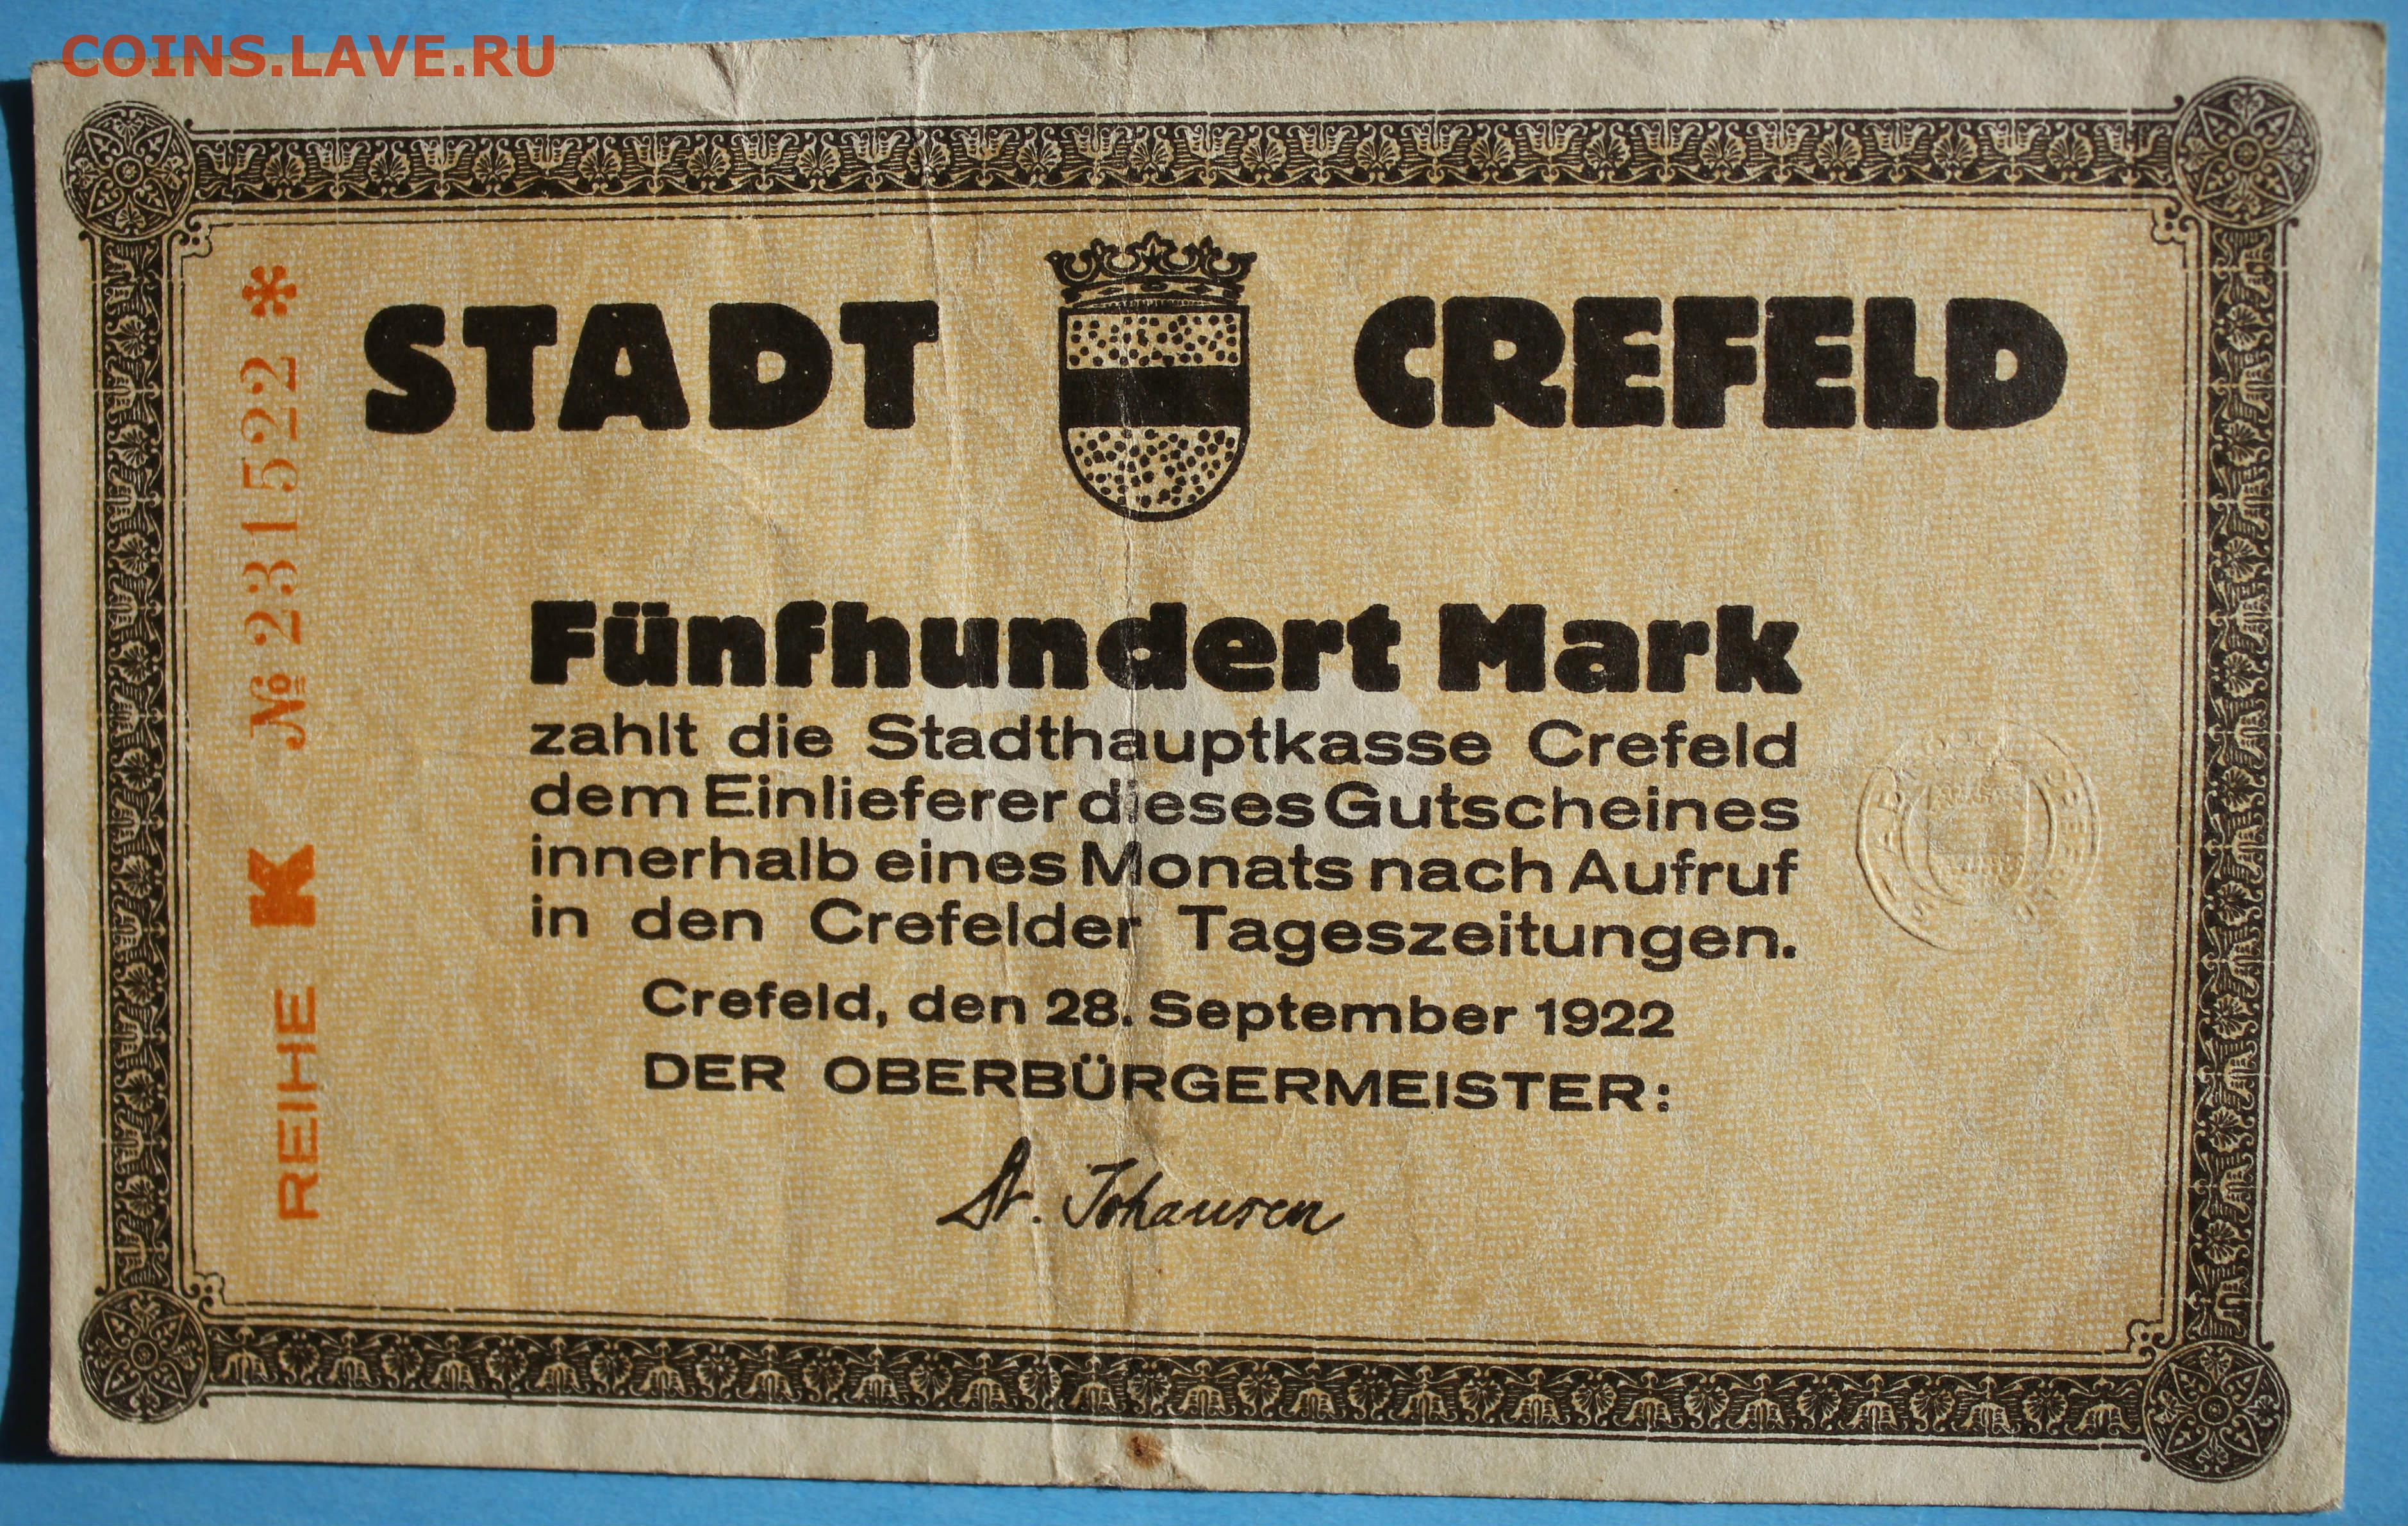 COINS.LAVE.RU
STADT CREFELD
Fünfhundert Mark
zahlt die Stadthauptkasse Crefeld
dem Einlieferer dieses Gutscheines
innerhalb eines Monats nach Aufruf
in den Crefelder Tageszeitungen.
Crefeld, den 28. September 1922
DER OBERBÜRGERMEISTER:
Johansen
REIHE K № 231522 *
500